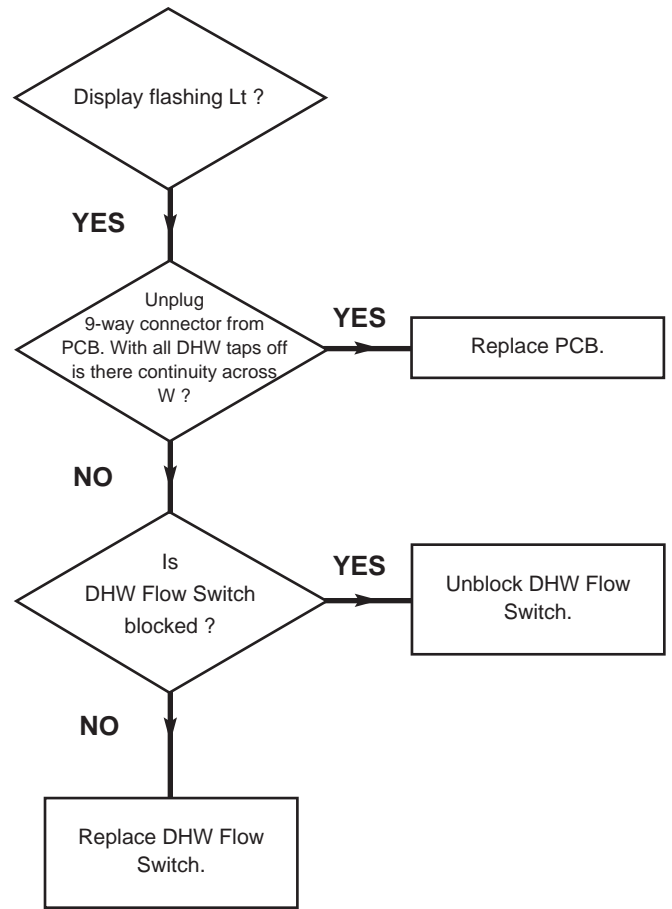 Display flashing Lt ?
YES
Unplug
9-way connector from
PCB. With all DHW taps off
is there continuity across
W ?
YES
Replace PCB.
NO
Is
DHW Flow Switch
blocked ?
YES
Unblock DHW Flow
Switch.
NO
Replace DHW Flow
Switch.